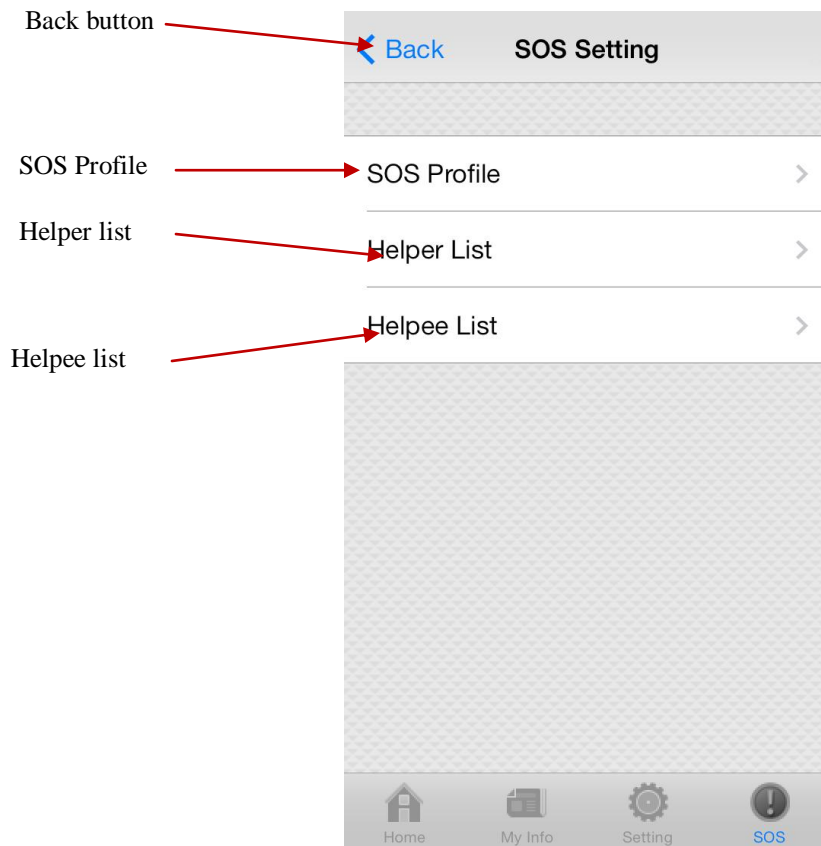 Back button
Back
SOS Setting
SOS Profile
SOS Profile
Helper list
Helper List
Helpee list
Helpee List
Home
My Info
Setting
SOS